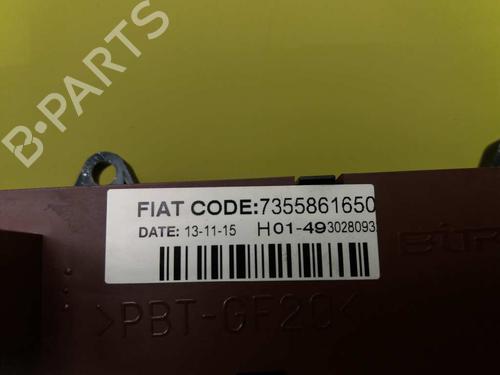 B-PARTS
FIAT CODE:7355861650
DATE: 13-11-15 H01-493028093
>PBT-GF20<